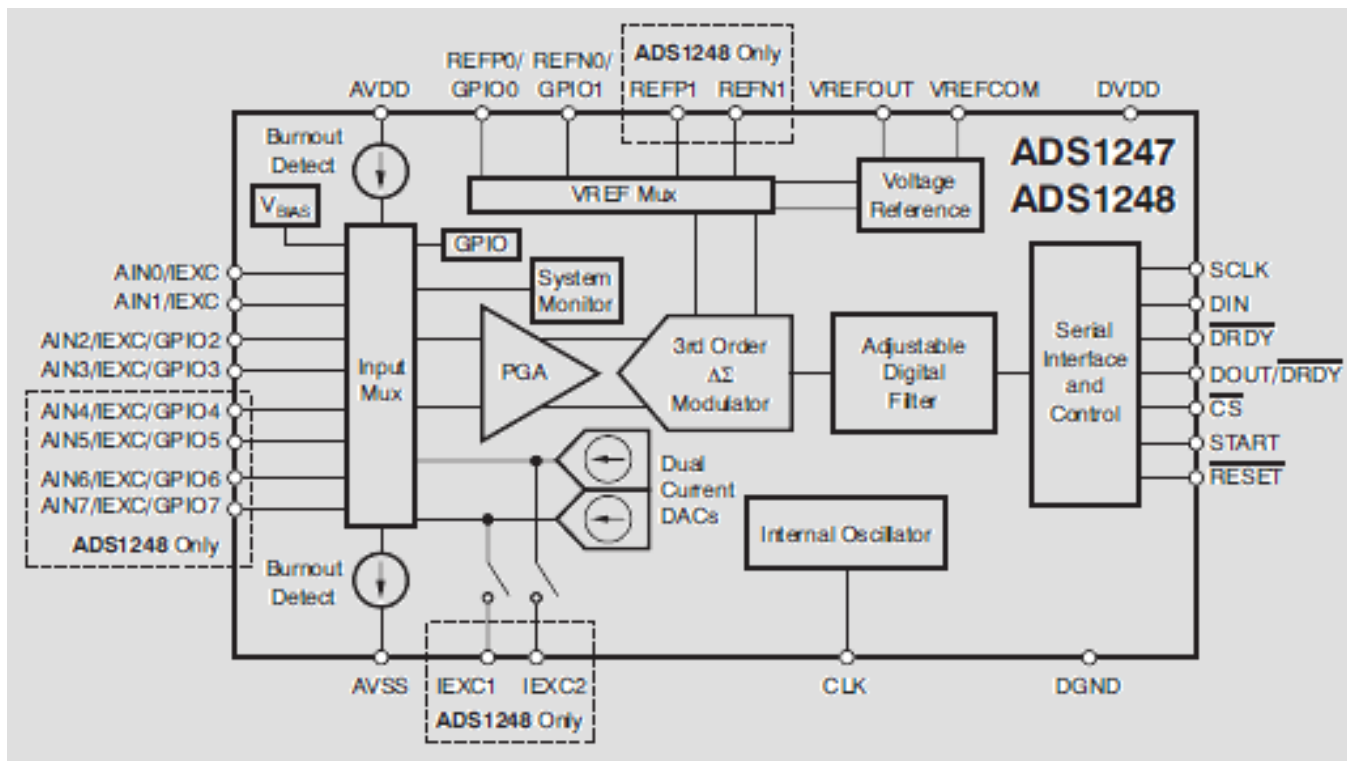 ADS1248 Only
REFP0/ REFN0/
AVDD GPIO0 GPIO1 REFP1 REFN1 VREFOUT VREFCOM DVDD
Burnout
Detect
ADS1247
ADS1248
VREF Mux
Voltage
Reference
VBIAS
GPIO
System
Monitor
AIN0/IEXC
AIN1/IEXC
AIN2/IEXC/GPIO2
AIN3/IEXC/GPIO3
AIN4/IEXC/GPIO4
AIN5/IEXC/GPIO5
AIN6/IEXC/GPIO6
AIN7/IEXC/GPIO7
ADS1248 Only
Input
Mux
PGA
3rd Order
ΔΣ
Modulator
Adjustable
Digital
Filter
Serial
Interface
and
Control
SCLK
DIN
DRDY
DOUT/DRDY
CS
START
RESET
Dual
Current
DACs
Internal Oscillator
Burnout
Detect
AVSS IEXC1 IEXC2 CLK DGND
ADS1248 Only